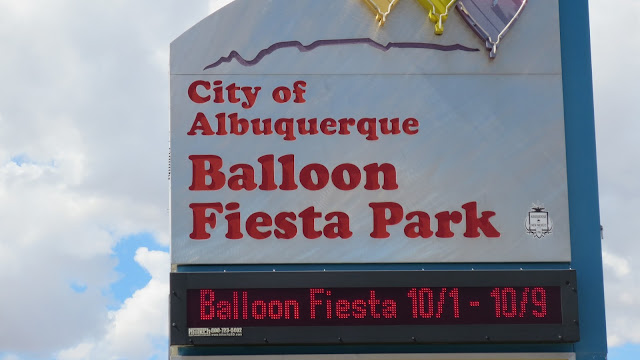 City of
Albuquerque
Balloon
Fiesta Park
Balloon Fiesta 10/1 - 10/9